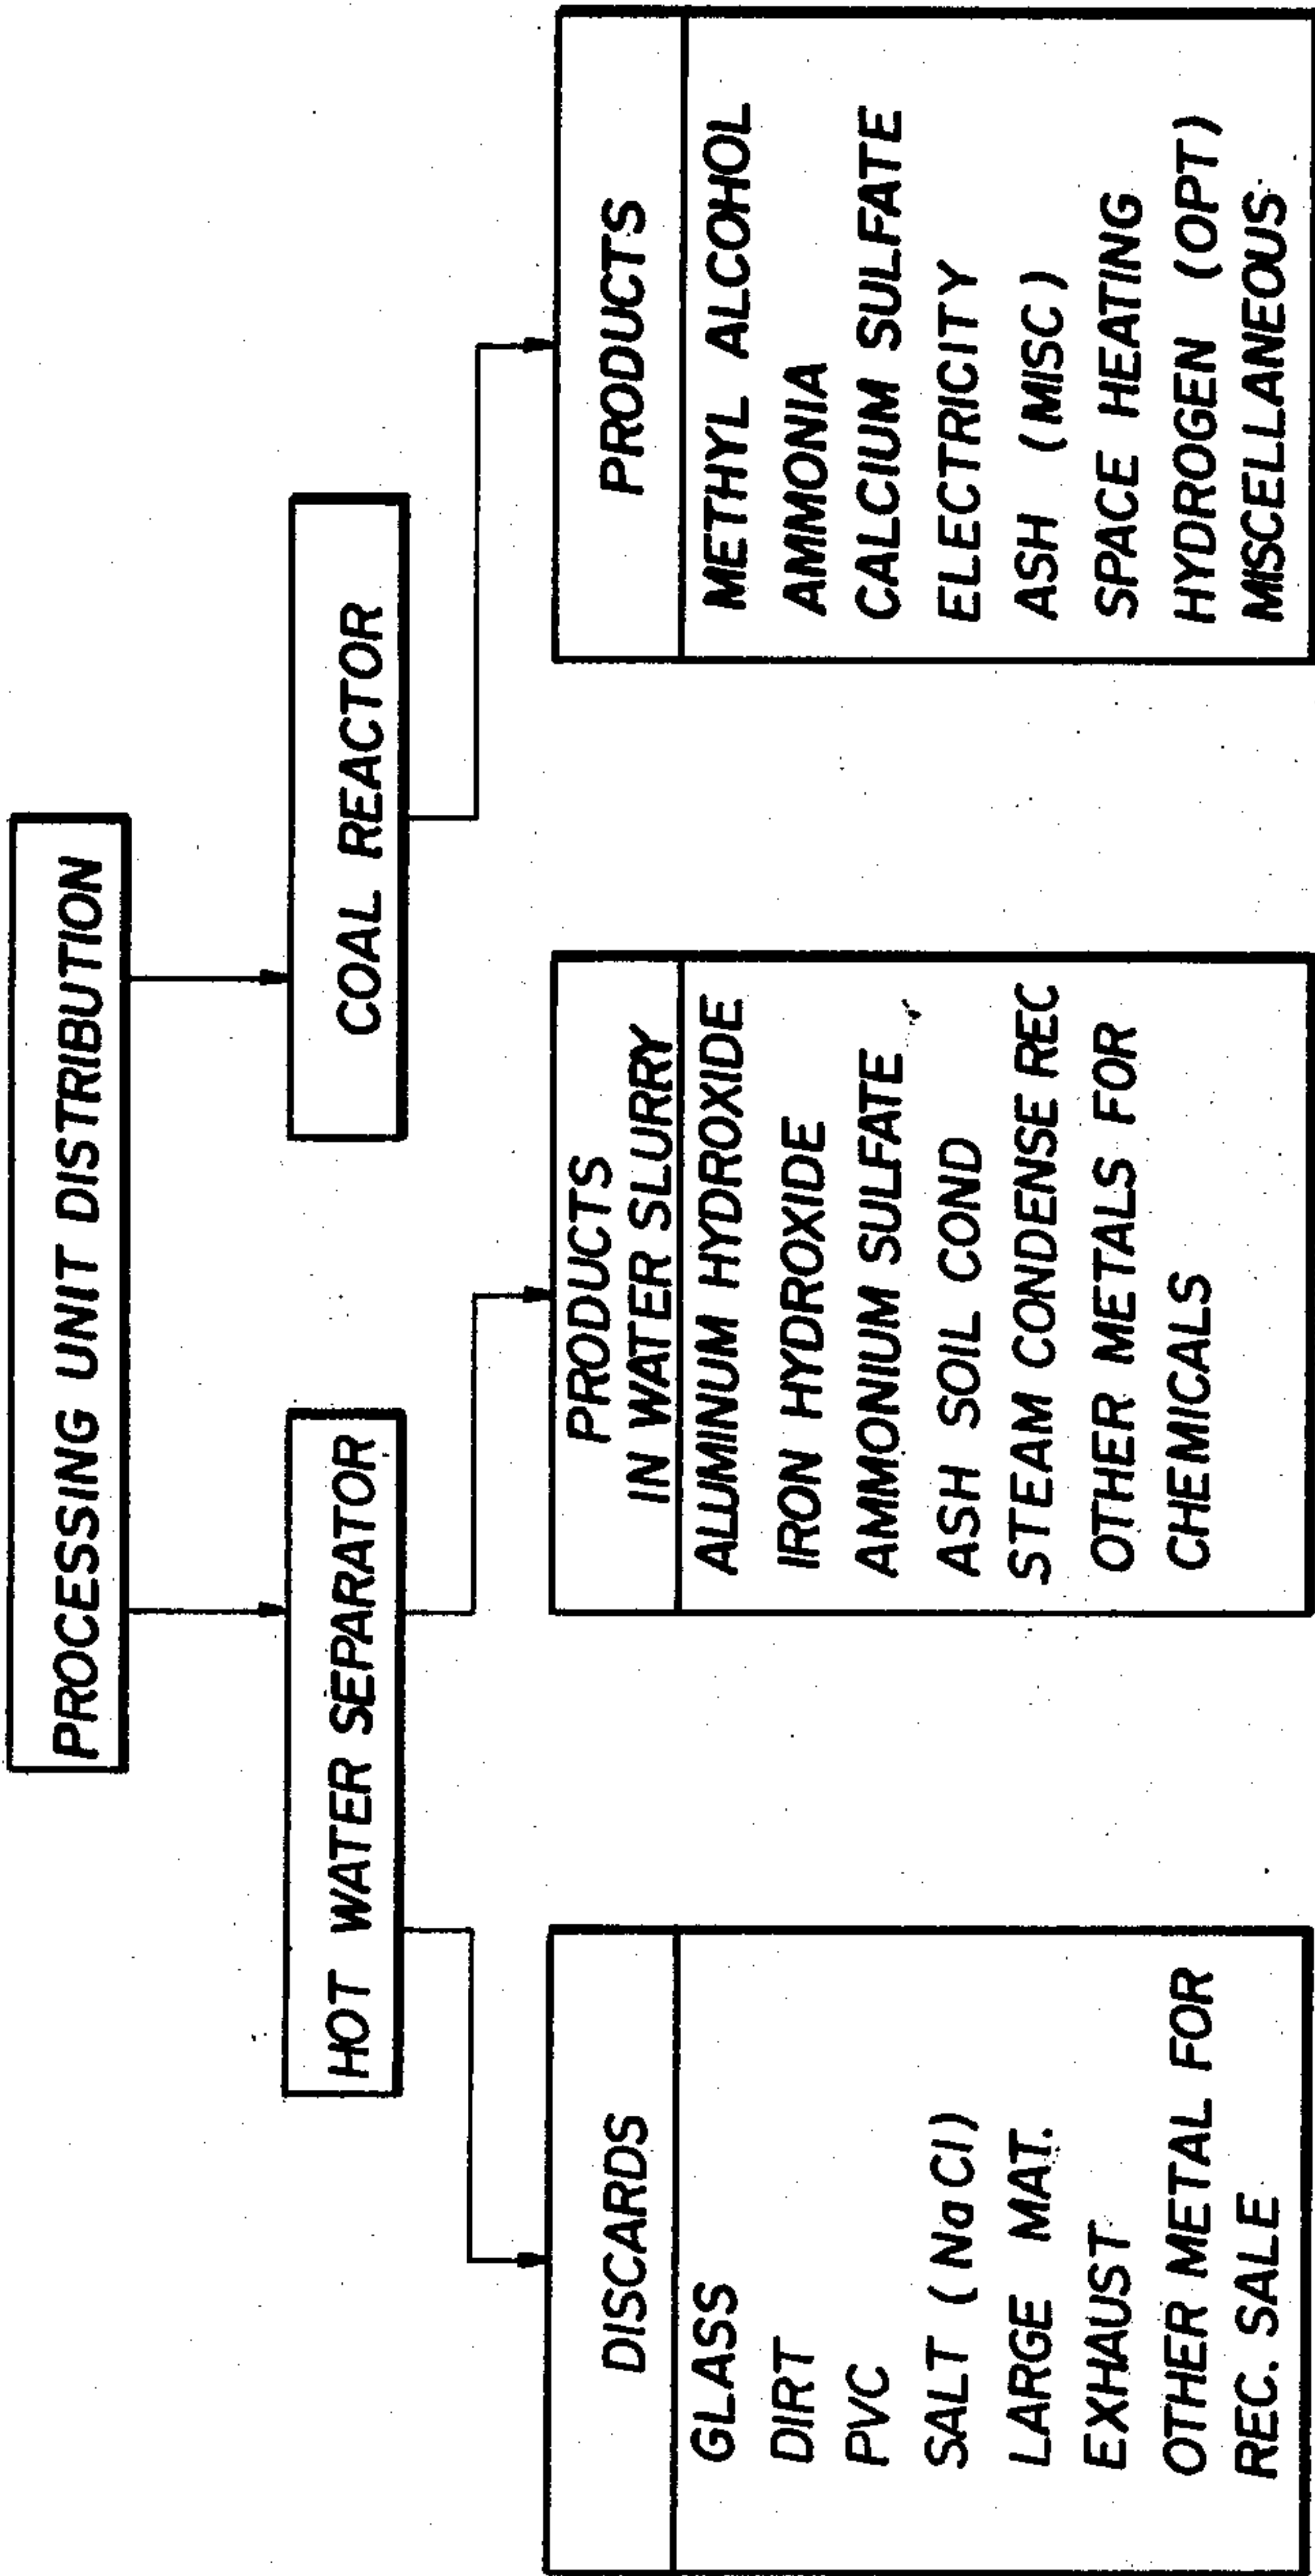 PROCESSING UNIT DISTRIBUTION
HOT WATER SEPARATOR
COAL REACTOR
DISCARDS
GLASS
DIRT
PVC
SALT (NaCl)
LARGE MAT.
EXHAUST
OTHER METAL FOR
REC. SALE
PRODUCTS
IN WATER SLURRY
ALUMINUM HYDROXIDE
IRON HYDROXIDE
AMMONIUM SULFATE
ASH SOIL COND
STEAM CONDENSE REC
OTHER METALS FOR
CHEMICALS
PRODUCTS
METHYL ALCOHOL
AMMONIA
CALCIUM SULFATE
ELECTRICITY
ASH (MISC)
SPACE HEATING
HYDROGEN (OPT)
MISCELLANEOUS